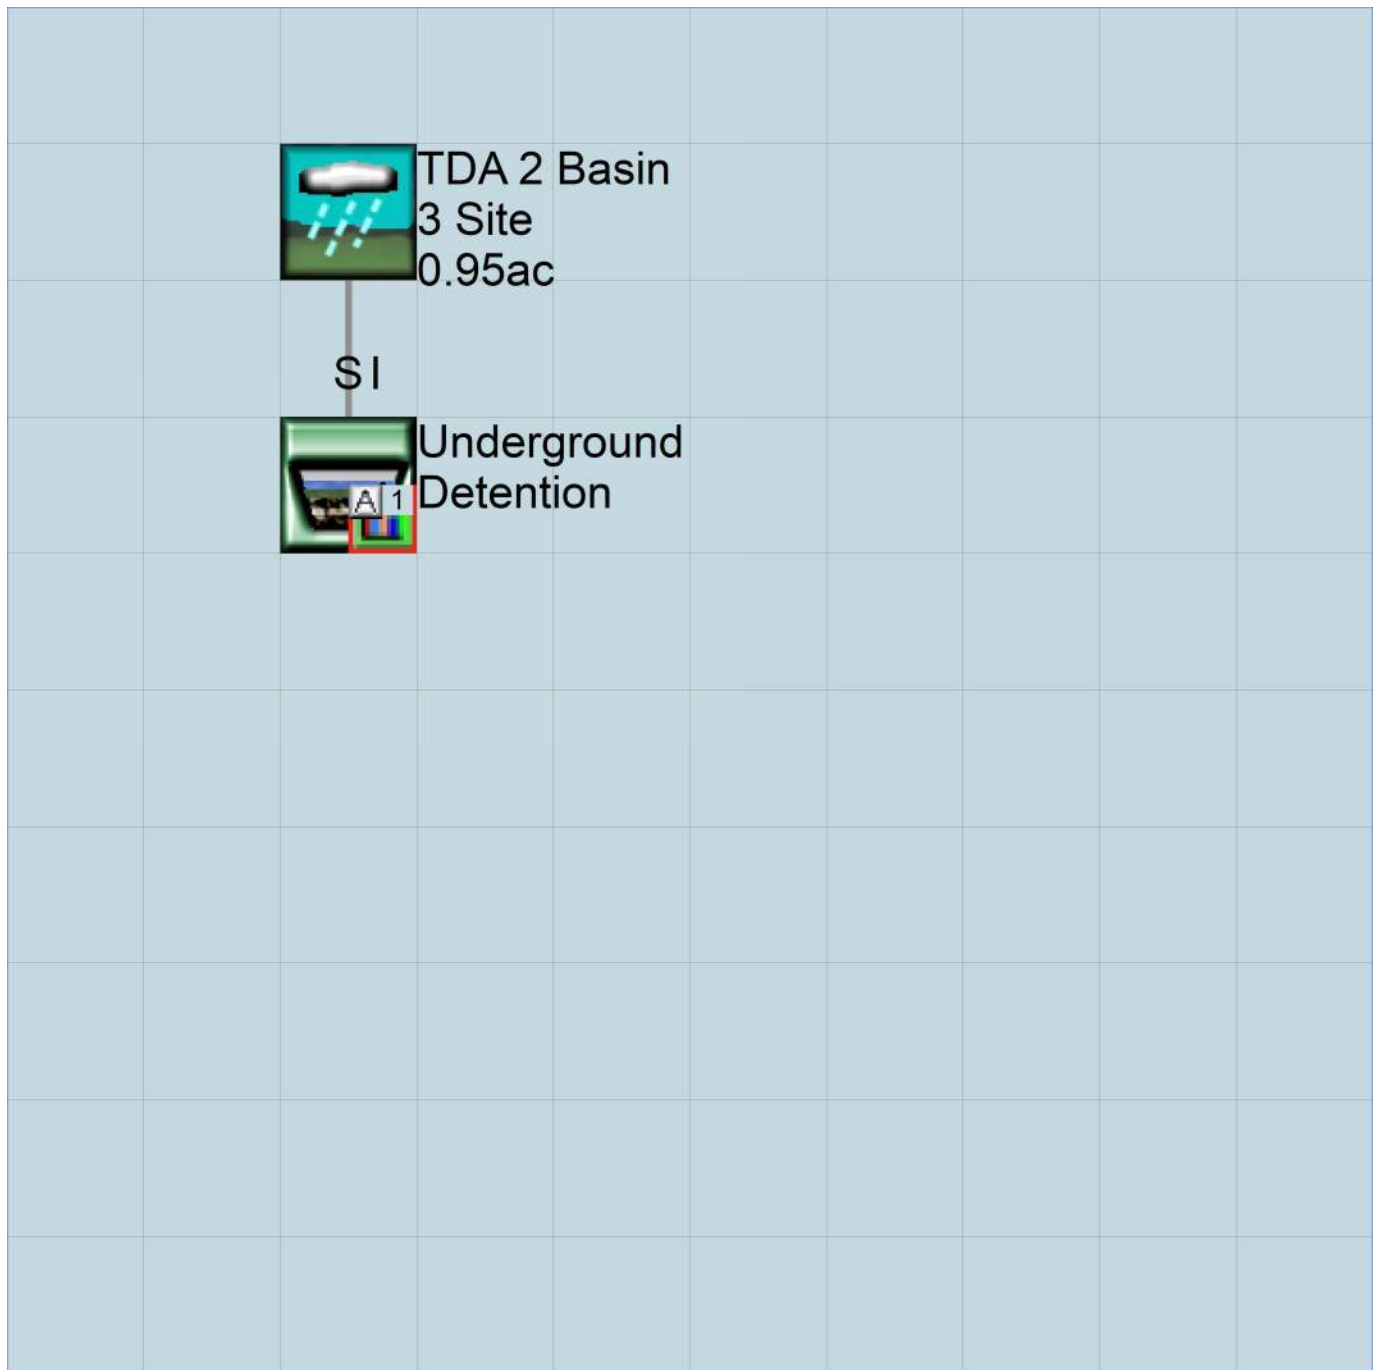 TDA 2 Basin
3 Site
0.95ac
S I
Underground
Detention
A 1